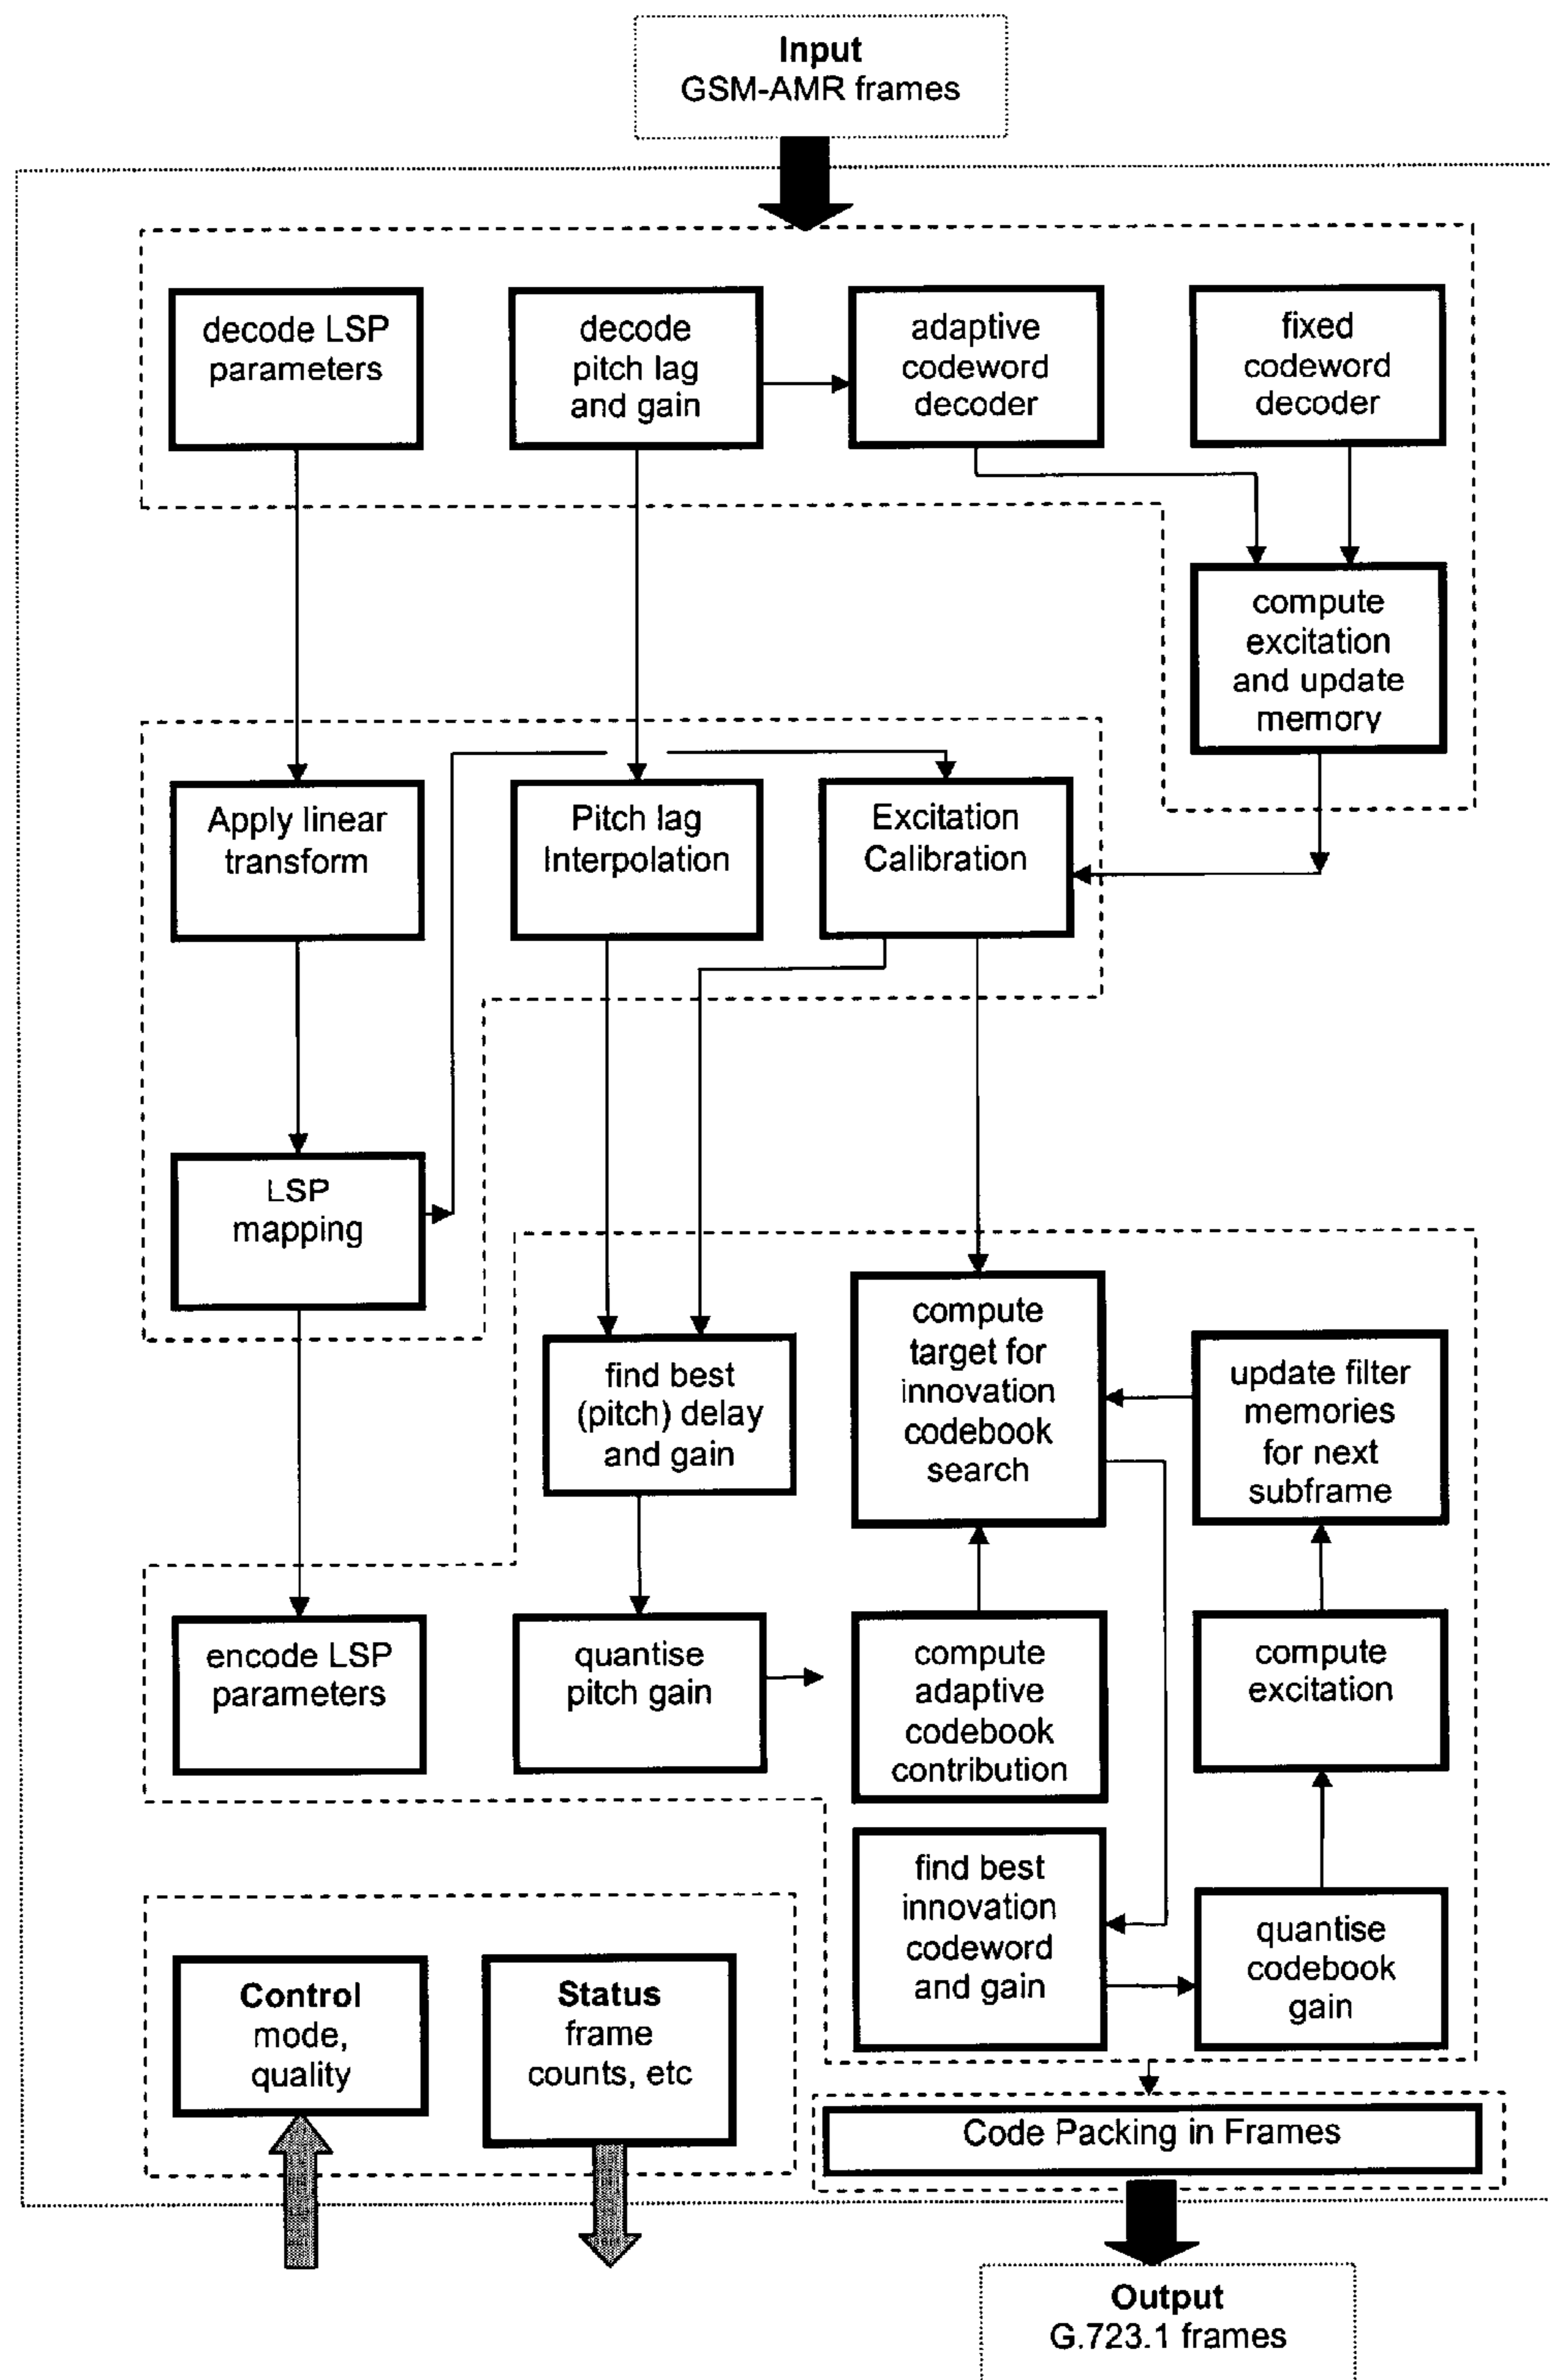 Input
GSM-AMR frames
decode LSP
parameters
decode
pitch lag
and gain
adaptive
codeword
decoder
fixed
codeword
decoder
compute
excitation
and update
memory
Apply linear
transform
Pitch lag
Interpolation
Excitation
Calibration
LSP
mapping
find best
(pitch) delay
and gain
compute
target for
innovation
codebook
search
update filter
memories
for next
subframe
encode LSP
parameters
quantise
pitch gain
compute
adaptive
codebook
contribution
compute
excitation
find best
innovation
codeword
and gain
quantise
codebook
gain
Control
mode,
quality
Status
frame
counts, etc
Code Packing in Frames
Output
G.723.1 frames